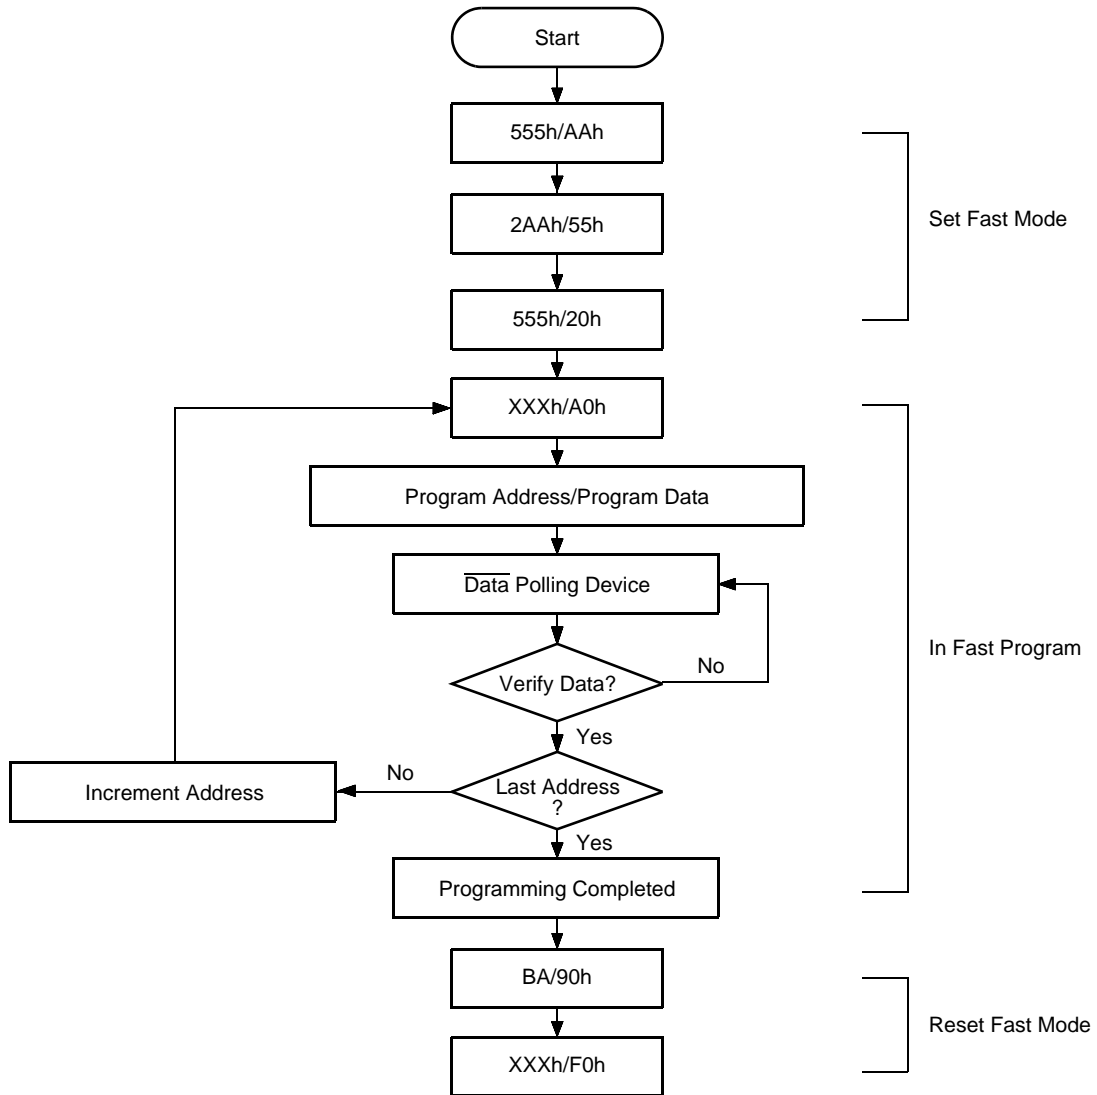 Start
555h/AAh
2AAh/55h
Set Fast Mode
555h/20h
XXXh/A0h
Program Address/Program Data
Data Polling Device
In Fast Program
No
Verify Data?
Yes
No
Increment Address
Last Address
?
Yes
Programming Completed
BA/90h
Reset Fast Mode
XXXh/F0h